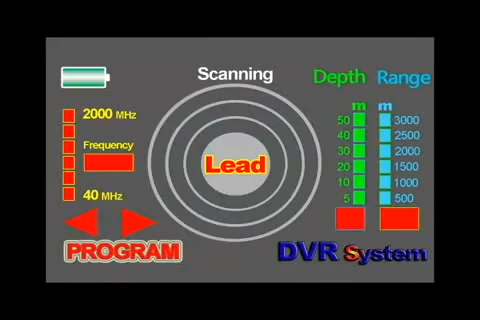 Scanning
Depth
Range
2000 MHz
Frequency
40 MHz
PROGRAM
Lead
m
50
40
30
20
10
5
m
3000
2500
2000
1500
1000
500
DVR System